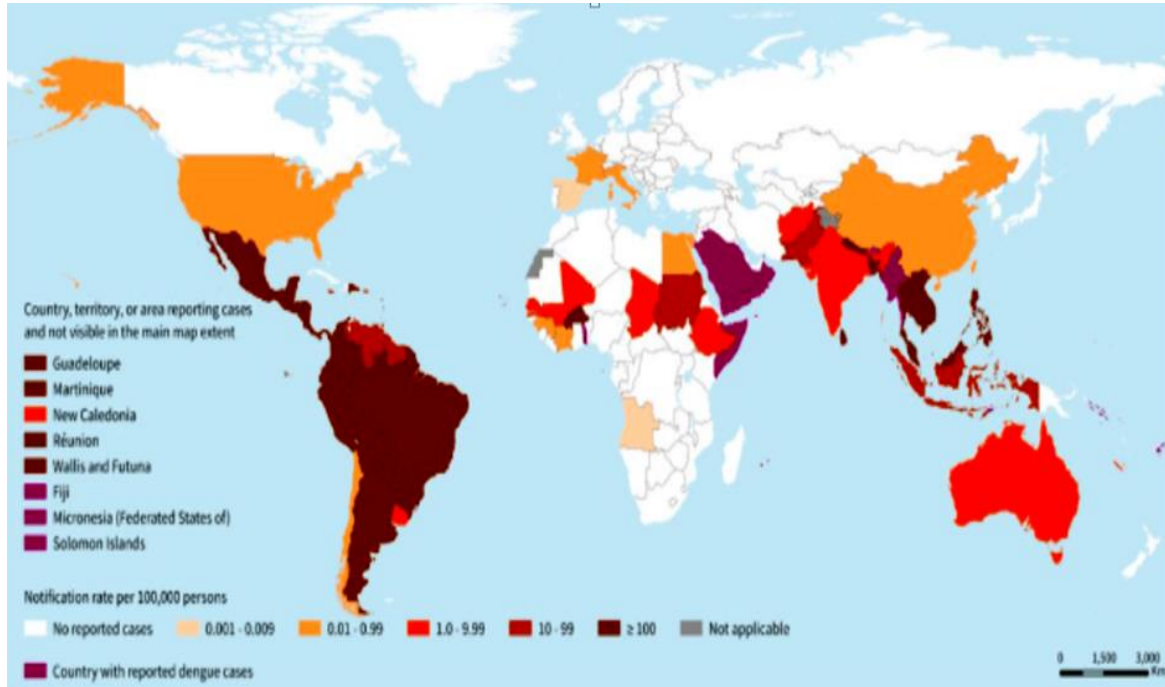 Country, territory, or area reporting cases
and not visible in the main map extent
Guadeloupe
Martinique
New Caledonia
Réunion
Wallis and Futuna
Fiji
Micronesia (Federated States of)
Solomon Islands
Notification rate per 100,000 persons
No reported cases 0.001 - 0.009 0.01 - 0.99 1.0 - 9.99 10 - 99 ≥ 100 Not applicable
Country with reported dengue cases
0 1,500 3,000
Km